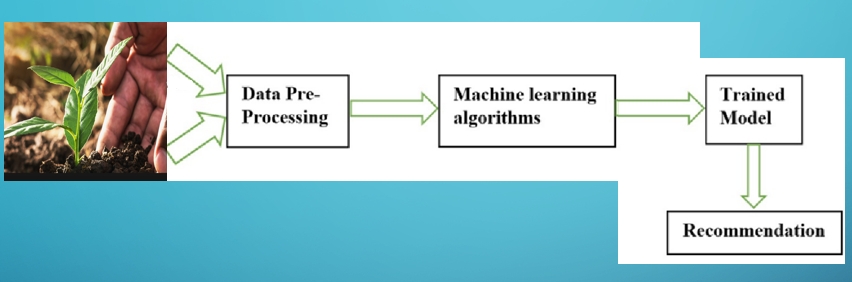 Data Pre-
Processing
Machine learning
algorithms
Trained
Model
Recommendation